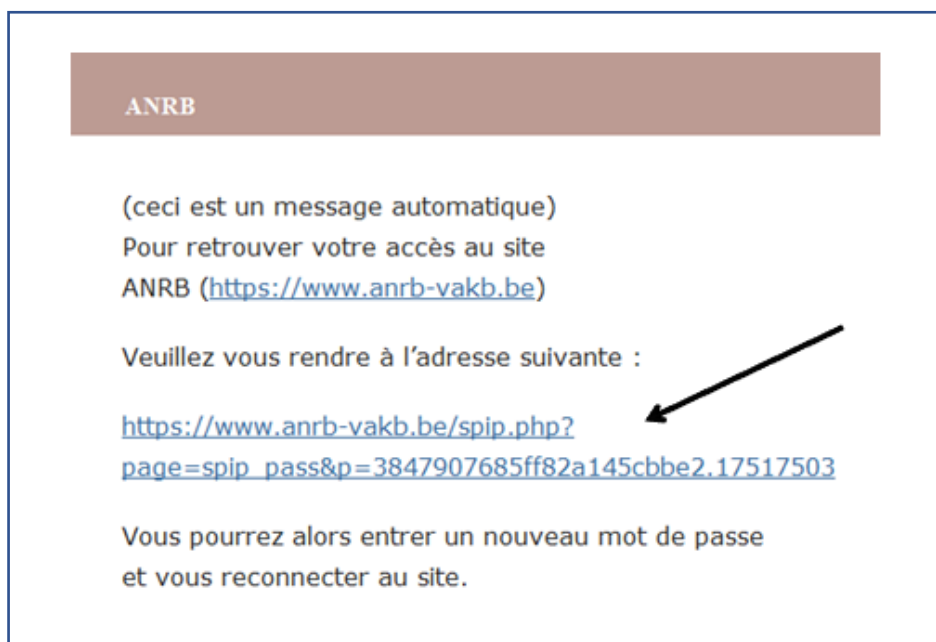 ANRB
(ceci est un message automatique)
Pour retrouver votre accès au site
ANRB (https://www.anrb-vakb.be)
Veuillez vous rendre à l’adresse suivante :
https://www.anrb-vakb.be/spip.php?
page=spip_pass&p=3847907685ff82a145cbbe2.17517503
Vous pourrez alors entrer un nouveau mot de passe
et vous reconnecter au site.